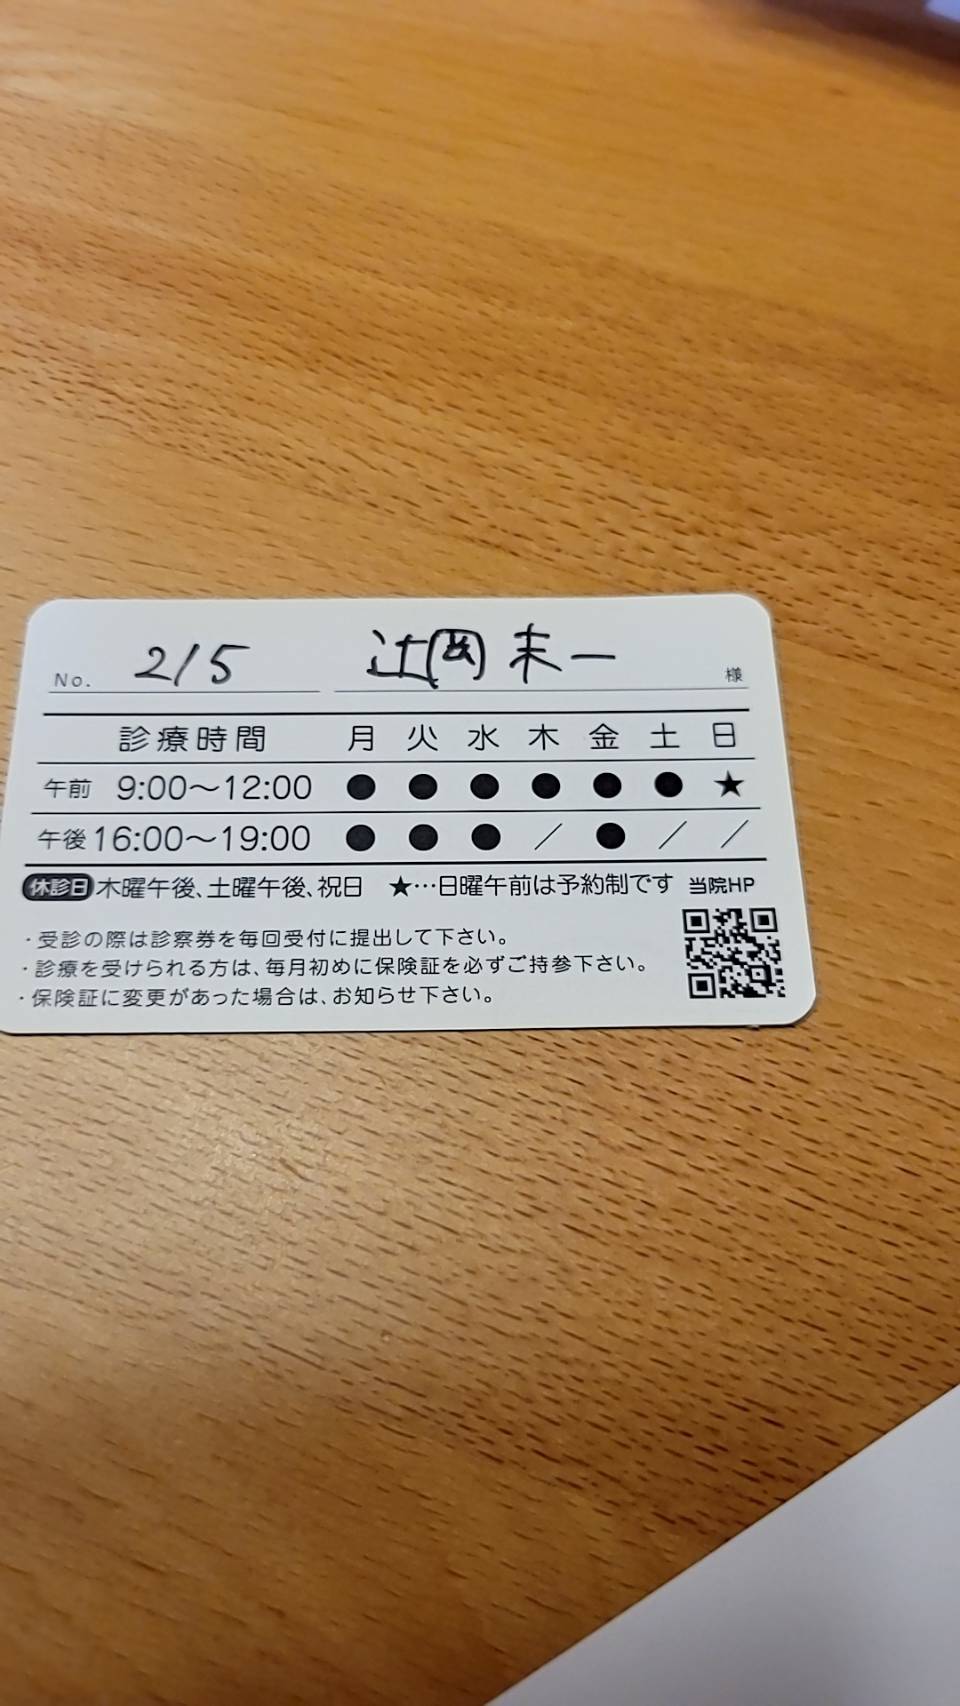 No. 215 辻岡末一 様
診療時間 月 火 水 木 金 土 日
午前 9:00～12:00 ● ● ● ● ● ● ★
午後 16:00～19:00 ● ● ● ／ ● ／ ／
休診日 木曜午後、土曜午後、祝日 ★…日曜午前は予約制です 当院HP
・受診の際は診察券を毎回受付に提出して下さい。
・診療を受けられる方は、毎月初めに保険証を必ずご持参下さい。
・保険証に変更があった場合は、お知らせ下さい。